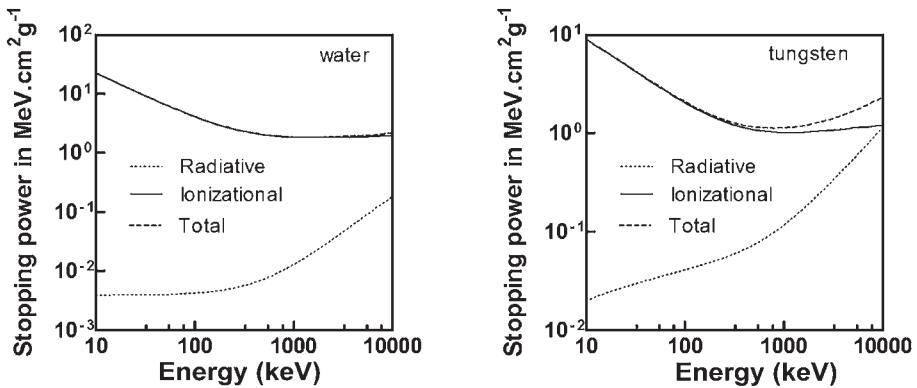 Stopping power in MeV.cm²g⁻¹
10²
10¹
10⁰
10⁻¹
10⁻²
10⁻³
water
Radiative
Ionizational
Total
10 100 1000 10000
Energy (keV)
Stopping power in MeV.cm²g⁻¹
10¹
10⁰
10⁻¹
10⁻²
tungsten
Radiative
Ionizational
Total
10 100 1000 10000
Energy (keV)